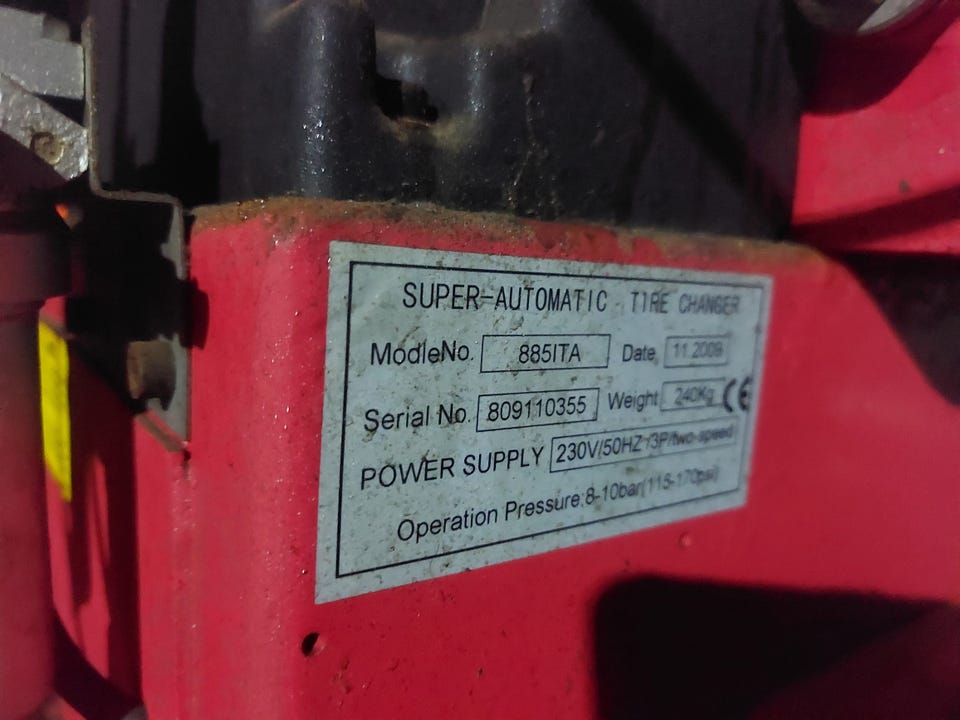 SUPER-AUTOMATIC TIRE CHANGER
ModleNo. 885ITA Date 11.2009
Serial No. 809110355 Weight 240Kg CE
POWER SUPPLY 230V/50HZ/3P/two-speed
Operation Pressure:8-10bar(115-170psi)